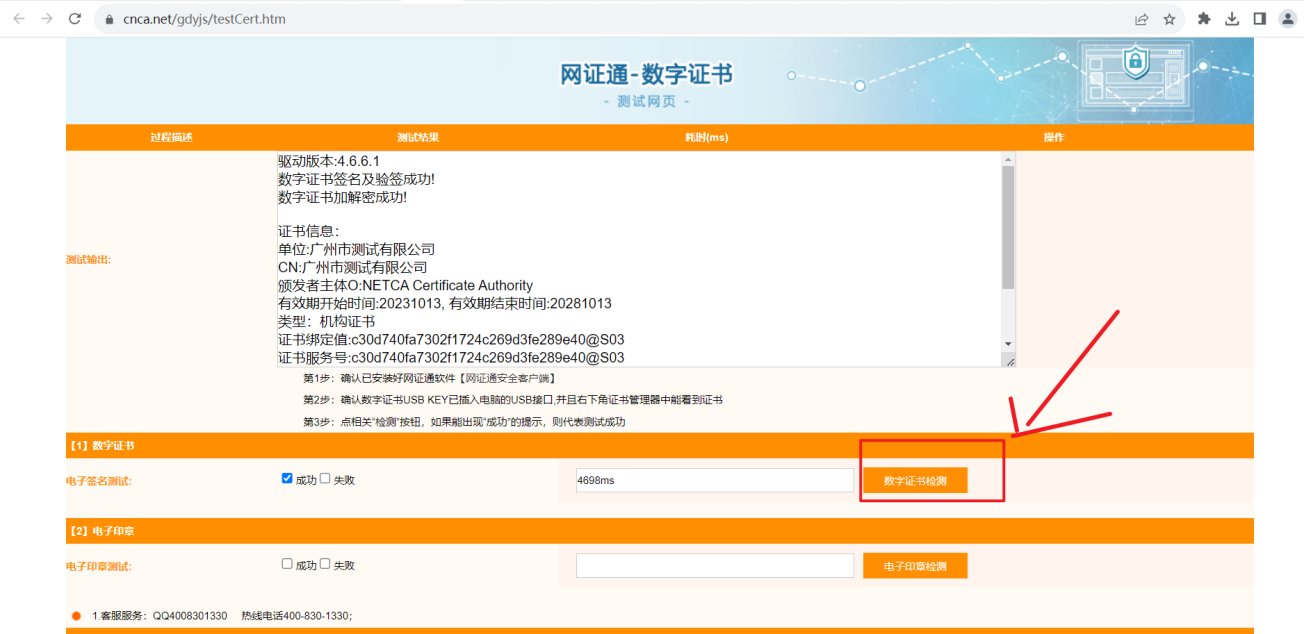 cnca.net/gdyjs/testCert.htm
网证通-数字证书
- 测试网页 -
过程描述 测试结果 耗时(ms) 操作
驱动版本:4.6.6.1
数字证书签名及验签成功!
数字证书加解密成功!
证书信息:
单位:广州市测试有限公司
CN:广州市测试有限公司
颁发者主体O:NETCA Certificate Authority
有效期开始时间:20231013, 有效期结束时间:20281013
类型: 机构证书
证书绑定值:c30d740fa7302f1724c269d3fe289e40@S03
证书服务号:c30d740fa7302f1724c269d3fe289e40@S03
测试输出:
第1步: 确认已安装好网证通软件【网证通安全客户端】
第2步: 确认数字证书USB KEY已插入电脑的USB接口,并且右下角证书管理器中能看到证书
第3步: 点相关“检测”按钮, 如果能出现“成功”的提示, 则代表测试成功
【1】数字证书
电子签名测试: 成功 失败 4698ms 数字证书检测
【2】电子印章
电子印章测试: 成功 失败 电子印章检测
1.客服服务: QQ4008301330 热线电话400-830-1330;